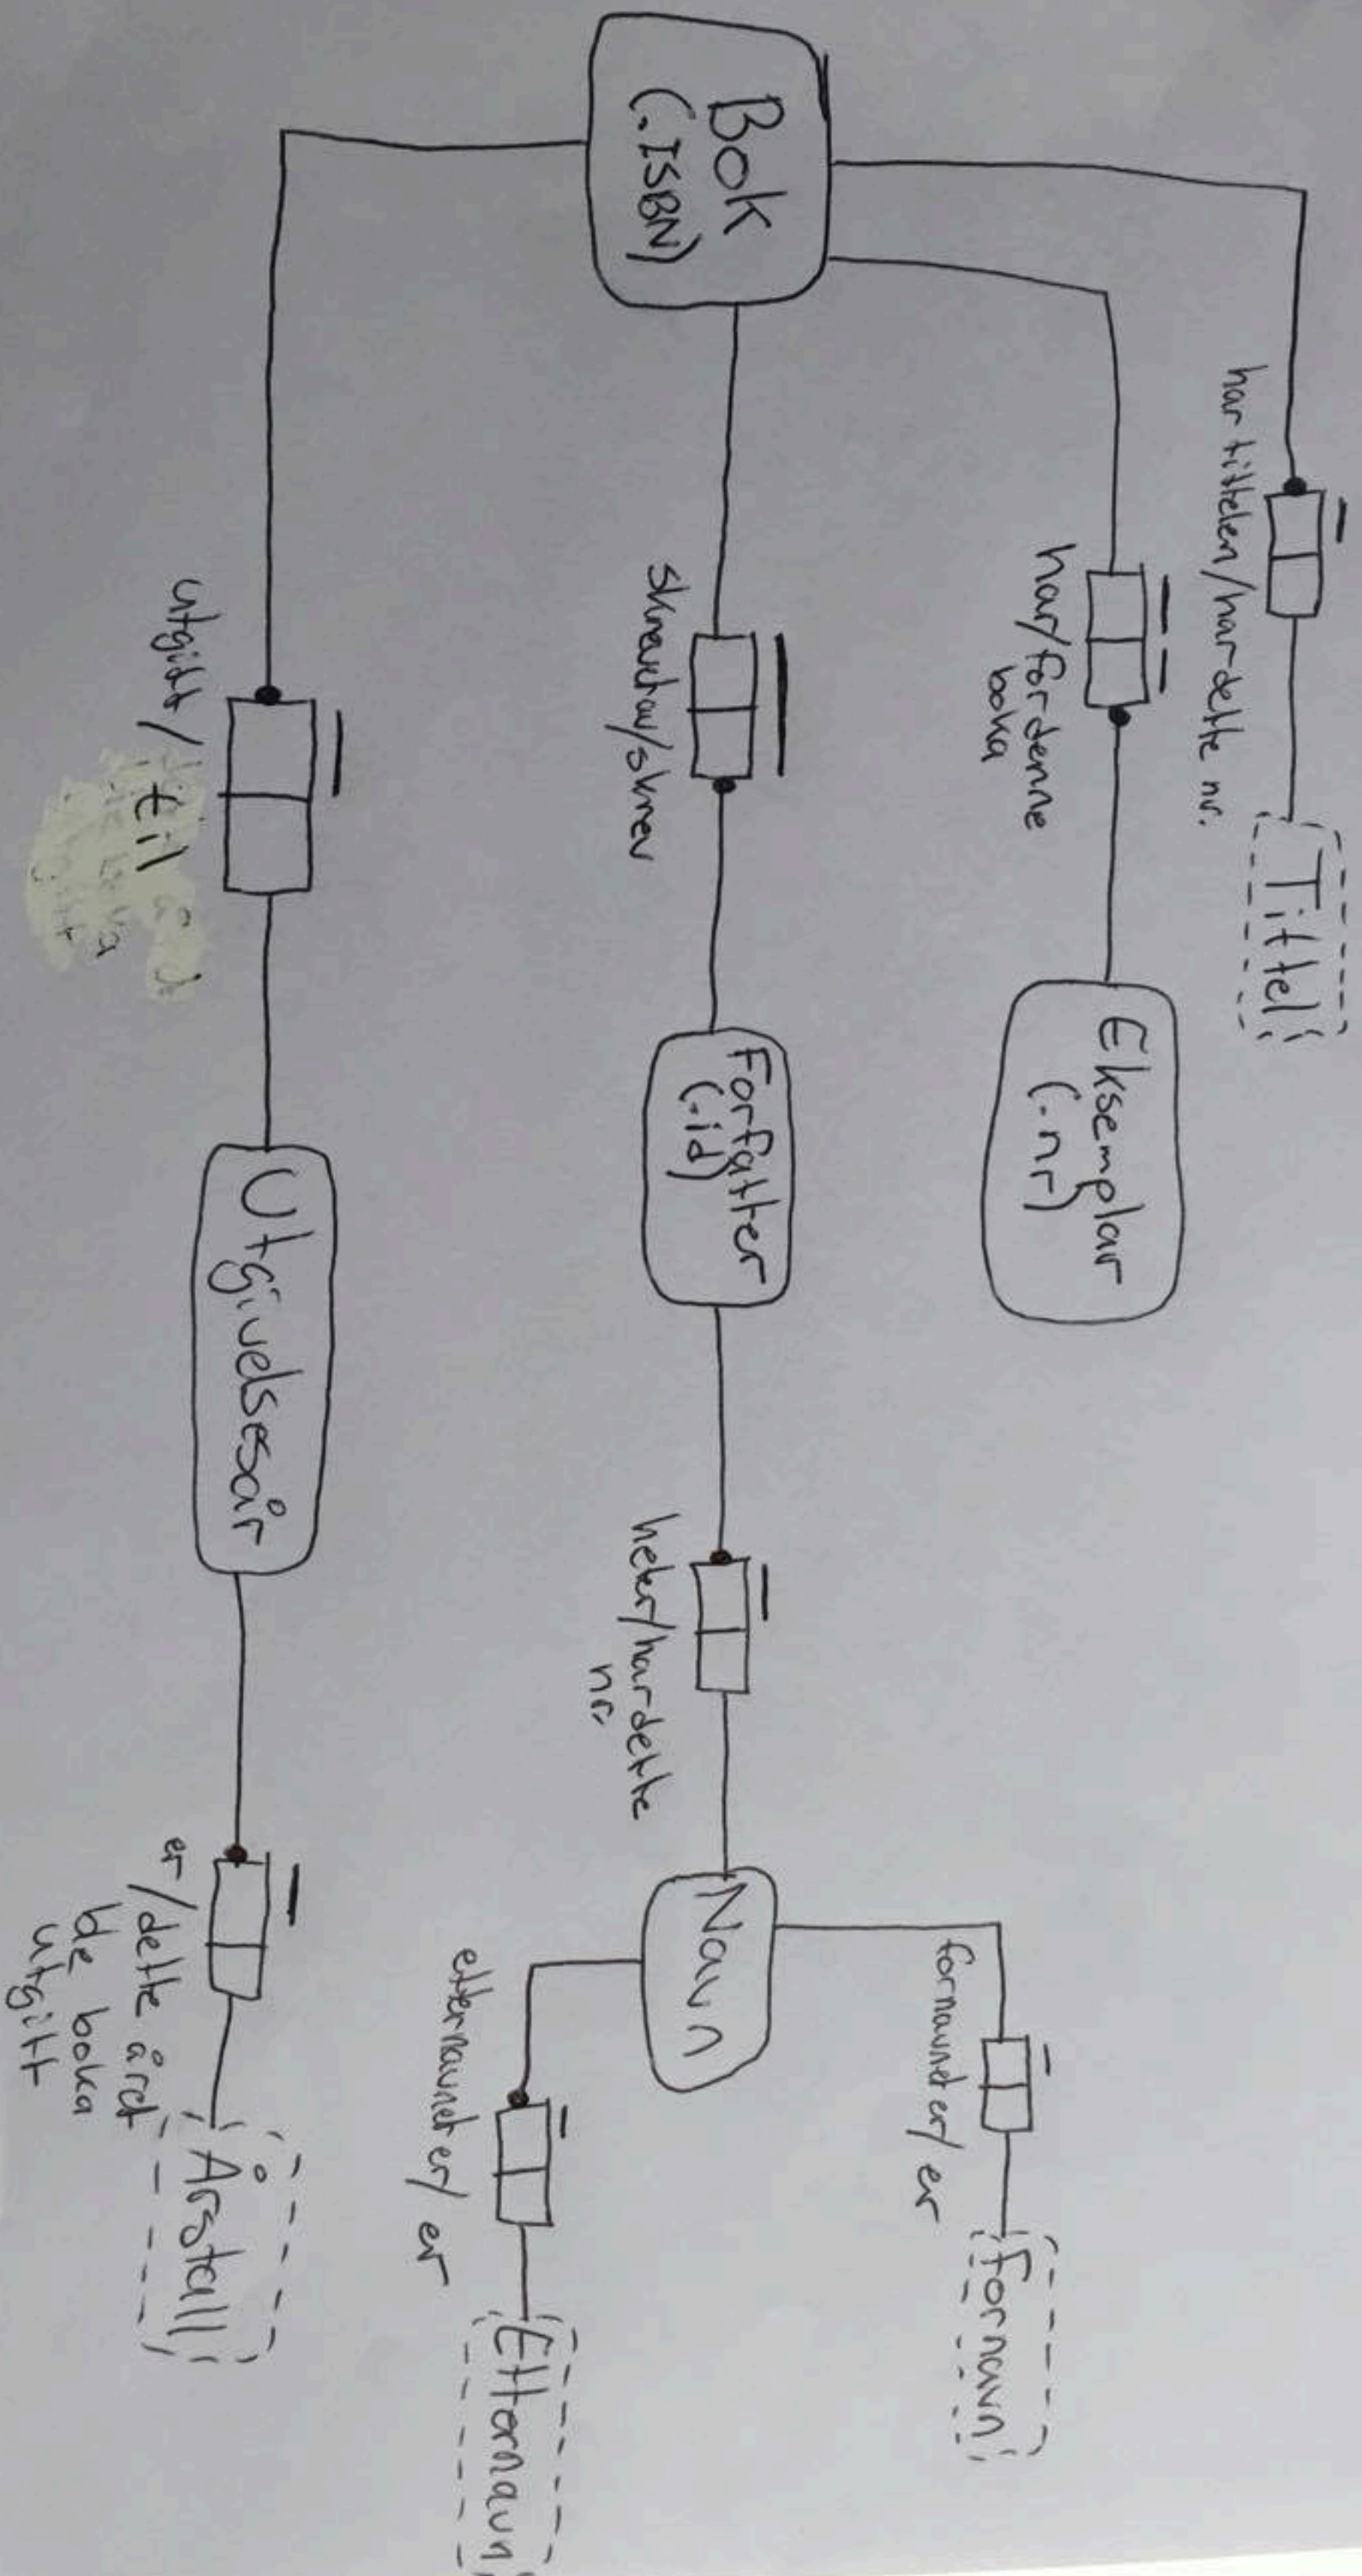 Bok
(.ISBN)
har tittelen/har dette nr.
Tittel
har/for denne
boka
Eksemplar
(.nr)
skrevet av/skrev
Forfatter
(.id)
heter/har dette
nr.
Navn
fornavnet er/ er
fornavn
etternavnet er/ er
Etternavn
utgitt/ til
Utgivelsesår
er/dette året
ble boka
utgitt
Årstall